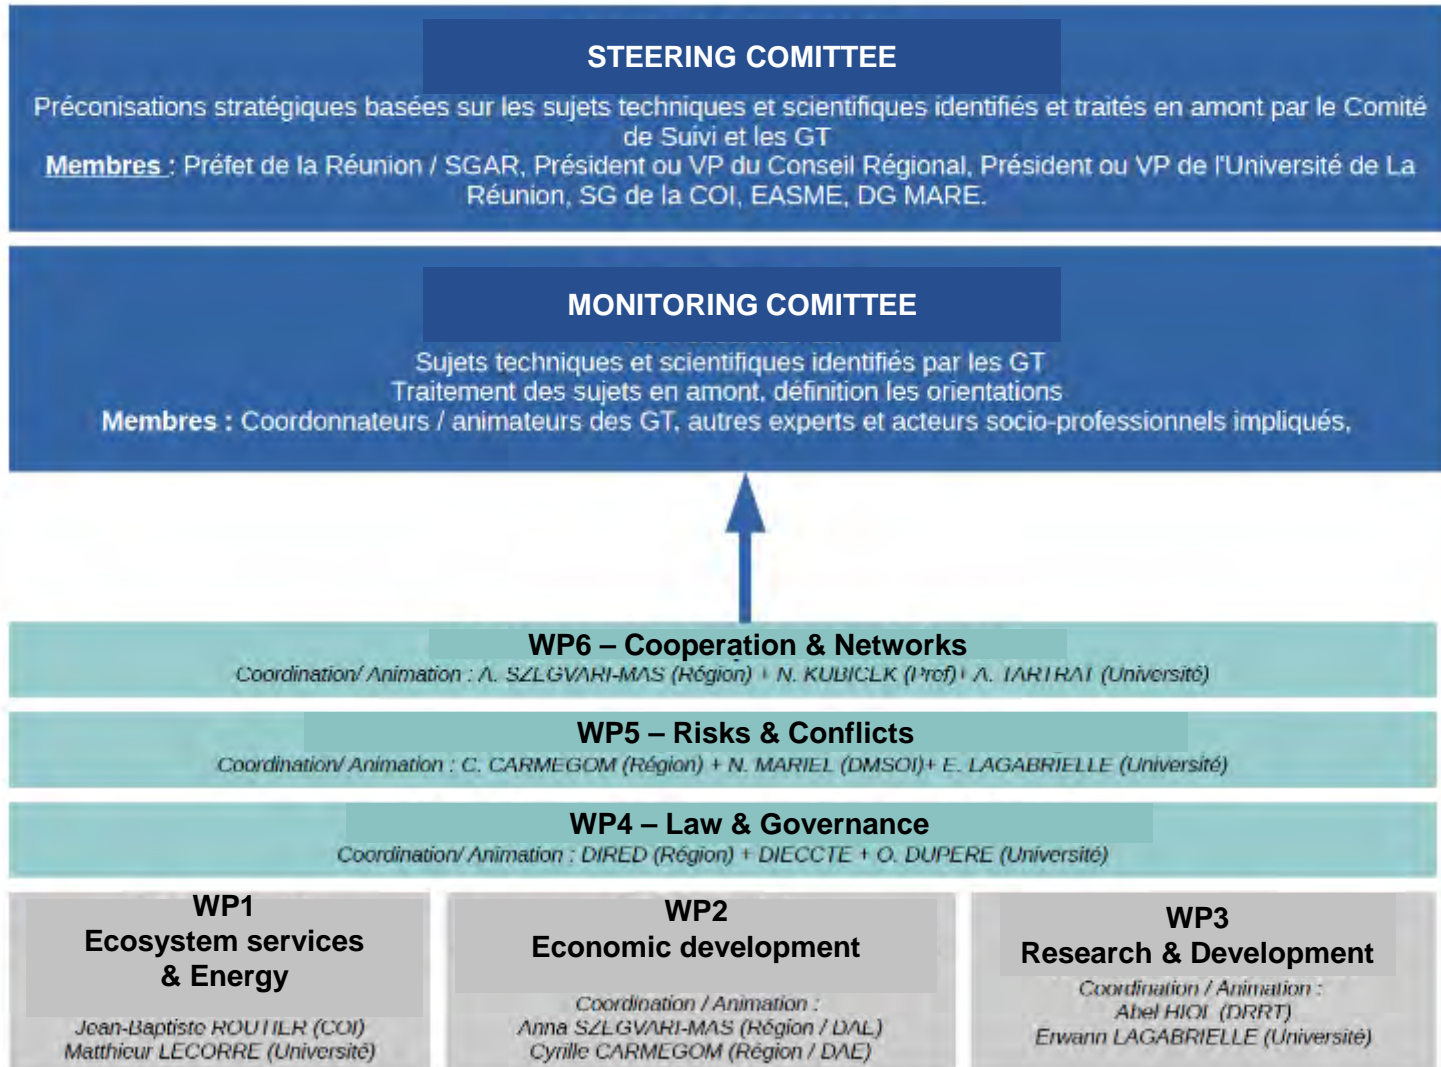 STEERING COMITTEE
Préconisations stratégiques basées sur les sujets techniques et scientifiques identifiés et traités en amont par le Comité
de Suivi et les GT
Membres : Préfet de la Réunion / SGAR, Président ou VP du Conseil Régional, Président ou VP de l'Université de La
Réunion, SG de la COI, EASME, DG MARE.
MONITORING COMITTEE
Sujets techniques et scientifiques identifiés par les GT
Traitement des sujets en amont, définition les orientations
Membres : Coordonnateurs / animateurs des GT, autres experts et acteurs socio-professionnels impliqués,
WP6 – Cooperation & Networks
Coordination/ Animation : A. SZEGVARI-MAS (Région) + N. KUBICEK (Pref)+ A. TARTRAT (Université)
WP5 – Risks & Conflicts
Coordination/ Animation : C. CARMEGOM (Région) + N. MARIEL (DMSOI)+ E. LAGABRIELLE (Université)
WP4 – Law & Governance
Coordination/ Animation : DIRED (Région) + DIECCTE + O. DUPERE (Université)
WP1
Ecosystem services
& Energy
Jean-Baptiste ROUTIER (COI)
Matthieur LECORRE (Université)
WP2
Economic development
Coordination / Animation :
Anna SZEGVARI-MAS (Région / DAE)
Cyrille CARMEGOM (Région / DAE)
WP3
Research & Development
Coordination / Animation :
Abel (DRRT)
Erwann LAGABRIELLE (Université)